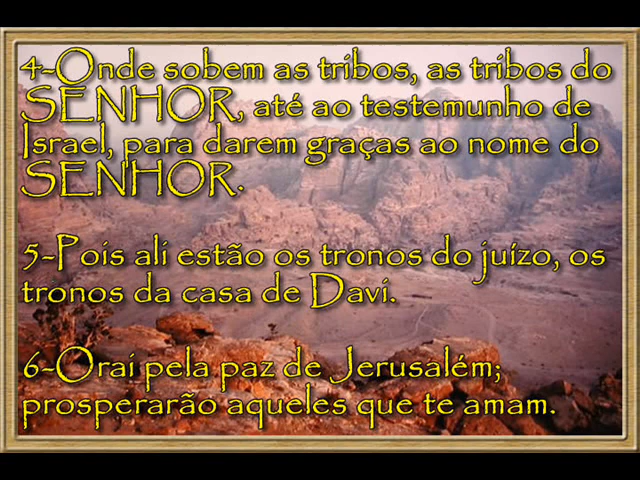 4-Onde sobem as tribos, as tribos do
SENHOR, até ao testemunho de
Israel, para darem graças ao nome do
SENHOR.
5-Pois ali estão os tronos do juízo, os
tronos da casa de Davi.
6-Orai pela paz de Jerusalém;
prosperarão aqueles que te amam.